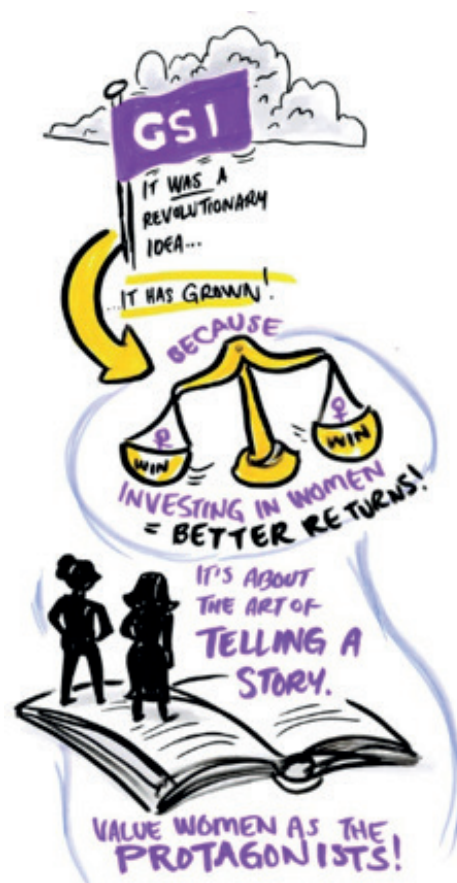 GSI
IT WAS A
REVOLUTIONARY
IDEA...
...IT HAS GROWN!
BECAUSE
WIN
WIN
INVESTING IN WOMEN
= BETTER RETURNS!
IT'S ABOUT
THE ART OF
TELLING A
STORY.
VALUE WOMEN AS THE
PROTAGONISTS!